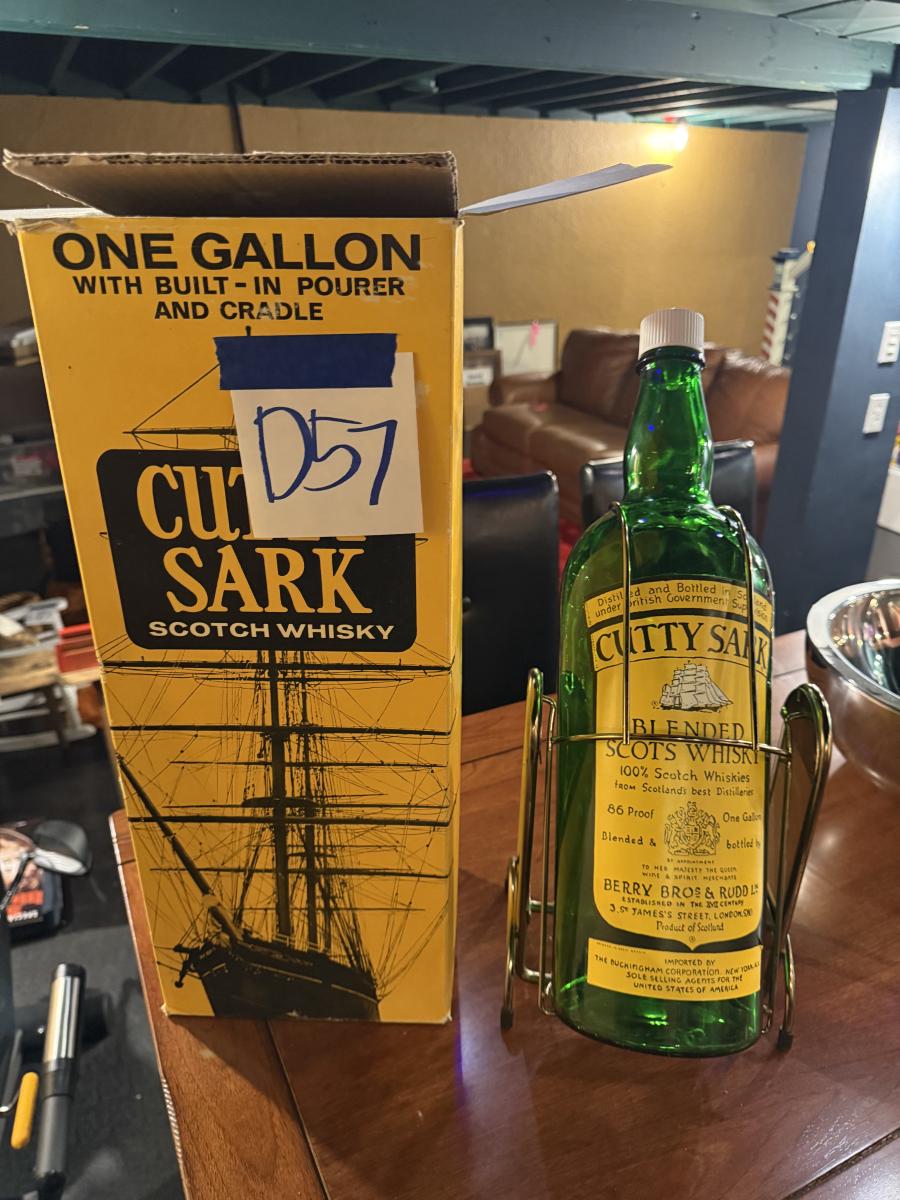 ONE GALLON
WITH BUILT-IN POURER
AND CRADLE
D57
CU
SARK
SCOTCH WHISKY
Distilled and Bottled in
under British Government
CUTTY SARK
BLENDED
SCOTS WHISKY
100% Scotch Whiskies
from Scotland's best Distilleries
86 Proof One Gallon
Blended & bottled by
BY APPOINTMENT
TO HER MAJESTY THE QUEEN
WINE & SPIRIT MERCHANTS
BERRY BROS & RUDD LTD
ESTABLISHED IN THE XVII CENTURY
3, ST JAMES'S STREET, LONDON, SW1
Product of Scotland
IMPORTED BY
THE BUCKINGHAM CORPORATION, NEW YORK, N.Y.
SOLE SELLING AGENTS FOR THE
UNITED STATES OF AMERICA